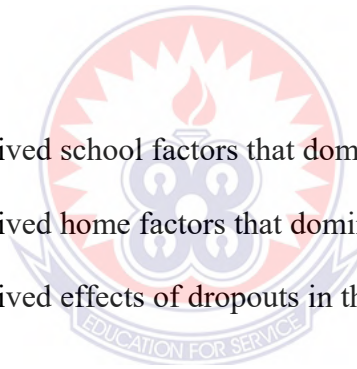 ived school factors that dom
ived home factors that domi
ived effects of dropouts in th
EDUCATION FOR SERVICE